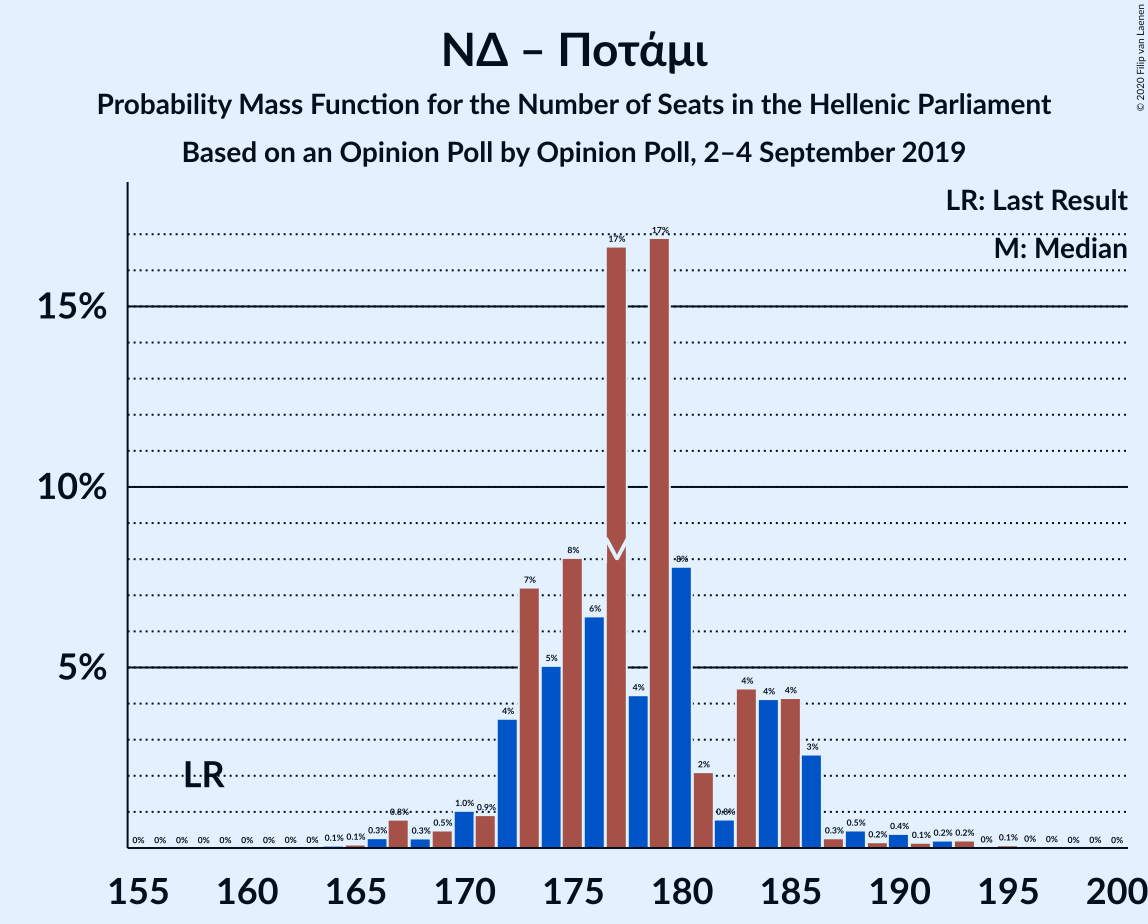 ΝΔ – Ποτάμι
Probability Mass Function for the Number of Seats in the Hellenic Parliament
Based on an Opinion Poll by Opinion Poll, 2–4 September 2019
© 2020 Filip van Laenen
LR: Last Result
M: Median
15%
10%
5%
LR
0% 0% 0% 0% 0% 0% 0% 0% 0% 0.1% 0.1% 0.3% 0.8% 0.3% 0.5% 1.0% 0.9% 4% 7% 5% 8% 6% 17% 4% 17% 8% 2% 0.8% 4% 4% 4% 3% 0.3% 0.5% 0.2% 0.4% 0.1% 0.2% 0.2% 0% 0.1% 0% 0% 0% 0% 0%
155 160 165 170 175 180 185 190 195 200